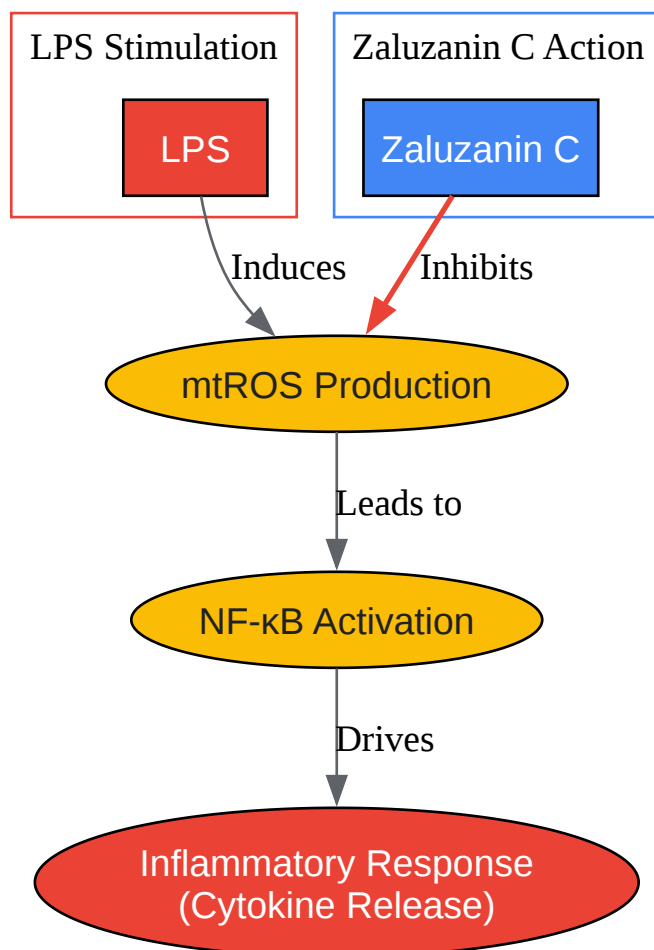 LPS Stimulation
Zaluzanin C Action
LPS
Zaluzanin C
Induces
Inhibits
mtROS Production
Leads to
NF-κB Activation
Drives
Inflammatory Response
(Cytokine Release)